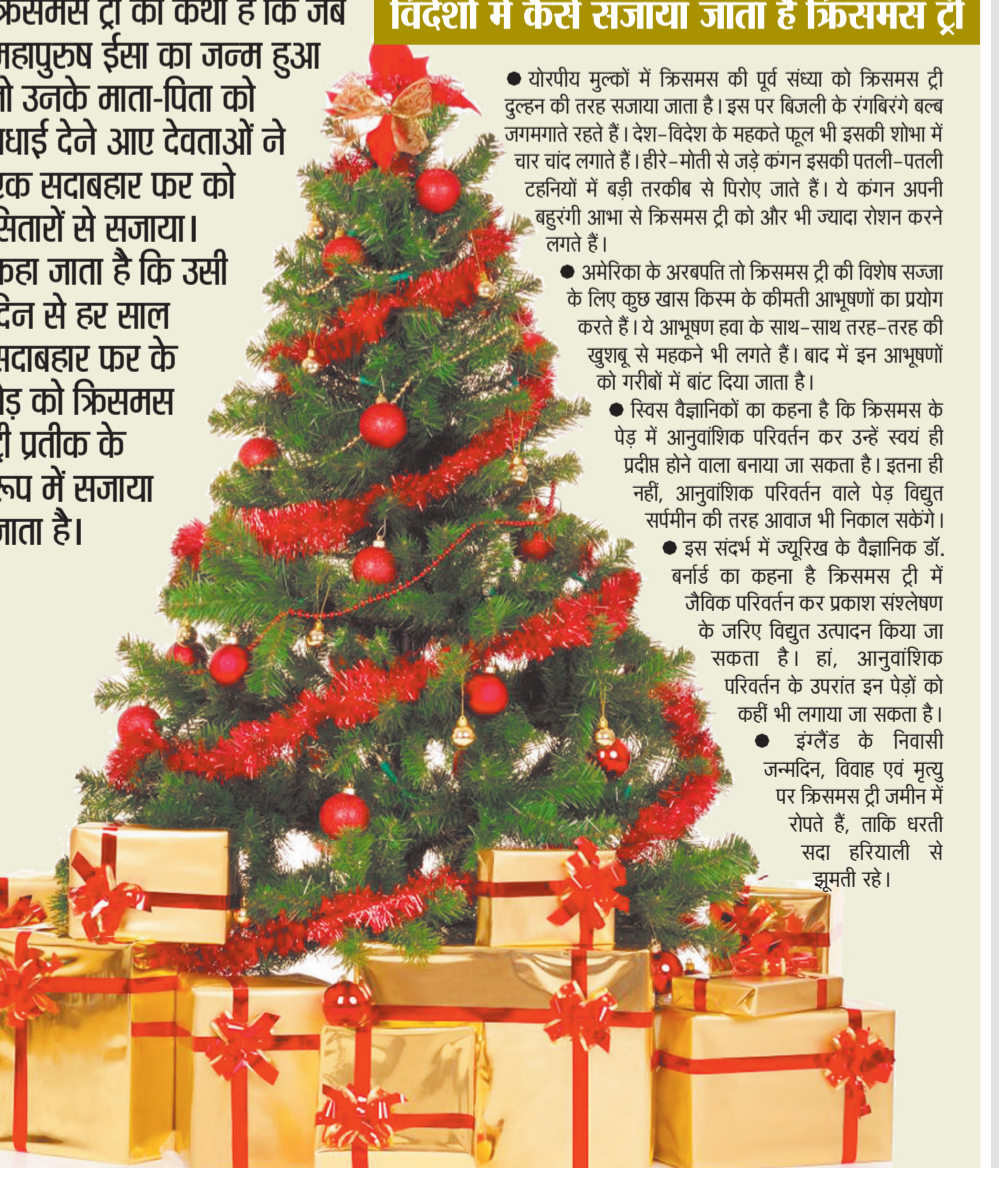 क्रिसमस ट्री की कथा है कि जब
महापुरुष ईसा का जन्म हुआ
तो उनके माता-पिता को
बधाई देने आए देवताओं ने
एक सदाबहार फर को
सितारों से सजाया।
कहा जाता है कि उसी
दिन से हर साल
सदाबहार फर के
पेड़ को क्रिसमस
ट्री प्रतीक के
रूप में सजाया
जाता है।
विदेशों में कैसे सजाया जाता है क्रिसमस ट्री
● योरपीय मुल्कों में क्रिसमस की पूर्व संध्या को क्रिसमस ट्री
दुल्हन की तरह सजाया जाता है। इस पर बिजली के रंगबिरंगे बल्ब
जगमगाते रहते हैं। देश-विदेश के महकते फूल भी इसकी शोभा में
चार चांद लगाते हैं। हीरे-मोती से जड़े कंगन इसकी पतली-पतली
टहनियों में बड़ी तरकीब से पिरोए जाते हैं। ये कंगन अपनी
बहुरंगी आभा से क्रिसमस ट्री को और भी ज्यादा रोशन करने
लगते हैं।
● अमेरिका के अरबपति तो क्रिसमस ट्री की विशेष सज्जा
के लिए कुछ खास किस्म के कीमती आभूषणों का प्रयोग
करते हैं। ये आभूषण हवा के साथ-साथ तरह-तरह की
खुशबू से महकने भी लगते हैं। बाद में इन आभूषणों
को गरीबों में बांट दिया जाता है।
● स्विस वैज्ञानिकों का कहना है कि क्रिसमस के
पेड़ में आनुवांशिक परिवर्तन कर उन्हें स्वयं ही
प्रदीप्त होने वाला बनाया जा सकता है। इतना ही
नहीं, आनुवांशिक परिवर्तन वाले पेड़ विद्युत
सर्पमीन की तरह आवाज भी निकाल सकेंगे।
● इस संदर्भ में ज्यूरिख के वैज्ञानिक डॉ.
बर्नार्ड का कहना है क्रिसमस ट्री में
जैविक परिवर्तन कर प्रकाश संश्लेषण
के जरिए विद्युत उत्पादन किया जा
सकता है। हां, आनुवांशिक
परिवर्तन के उपरांत इन पेड़ों को
कहीं भी लगाया जा सकता है।
● इंग्लैंड के निवासी
जन्मदिन, विवाह एवं मृत्यु
पर क्रिसमस ट्री जमीन में
रोपते हैं, ताकि धरती
सदा हरियाली से
झूमती रहे।